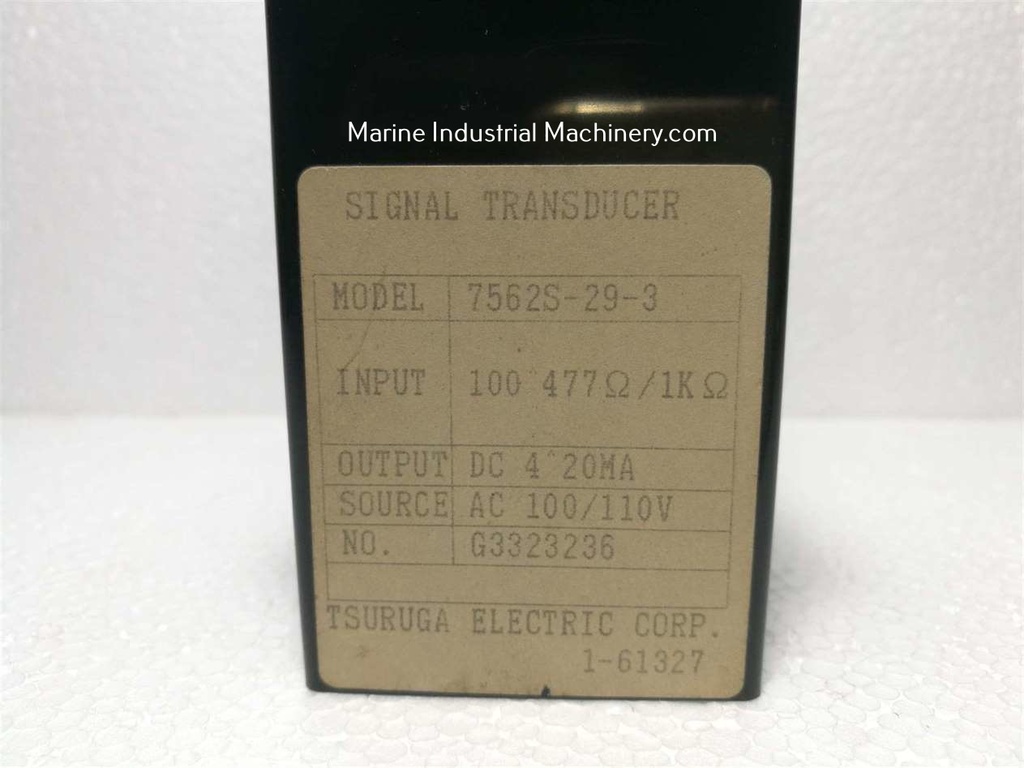 Marine Industrial Machinery.com
SIGNAL TRANSDUCER
MODEL 7562S-29-3
INPUT 100 477Ω/1KΩ
OUTPUT DC 4~20MA
SOURCE AC 100/110V
NO. G3323236
TSURUGA ELECTRIC CORP.
1-61327